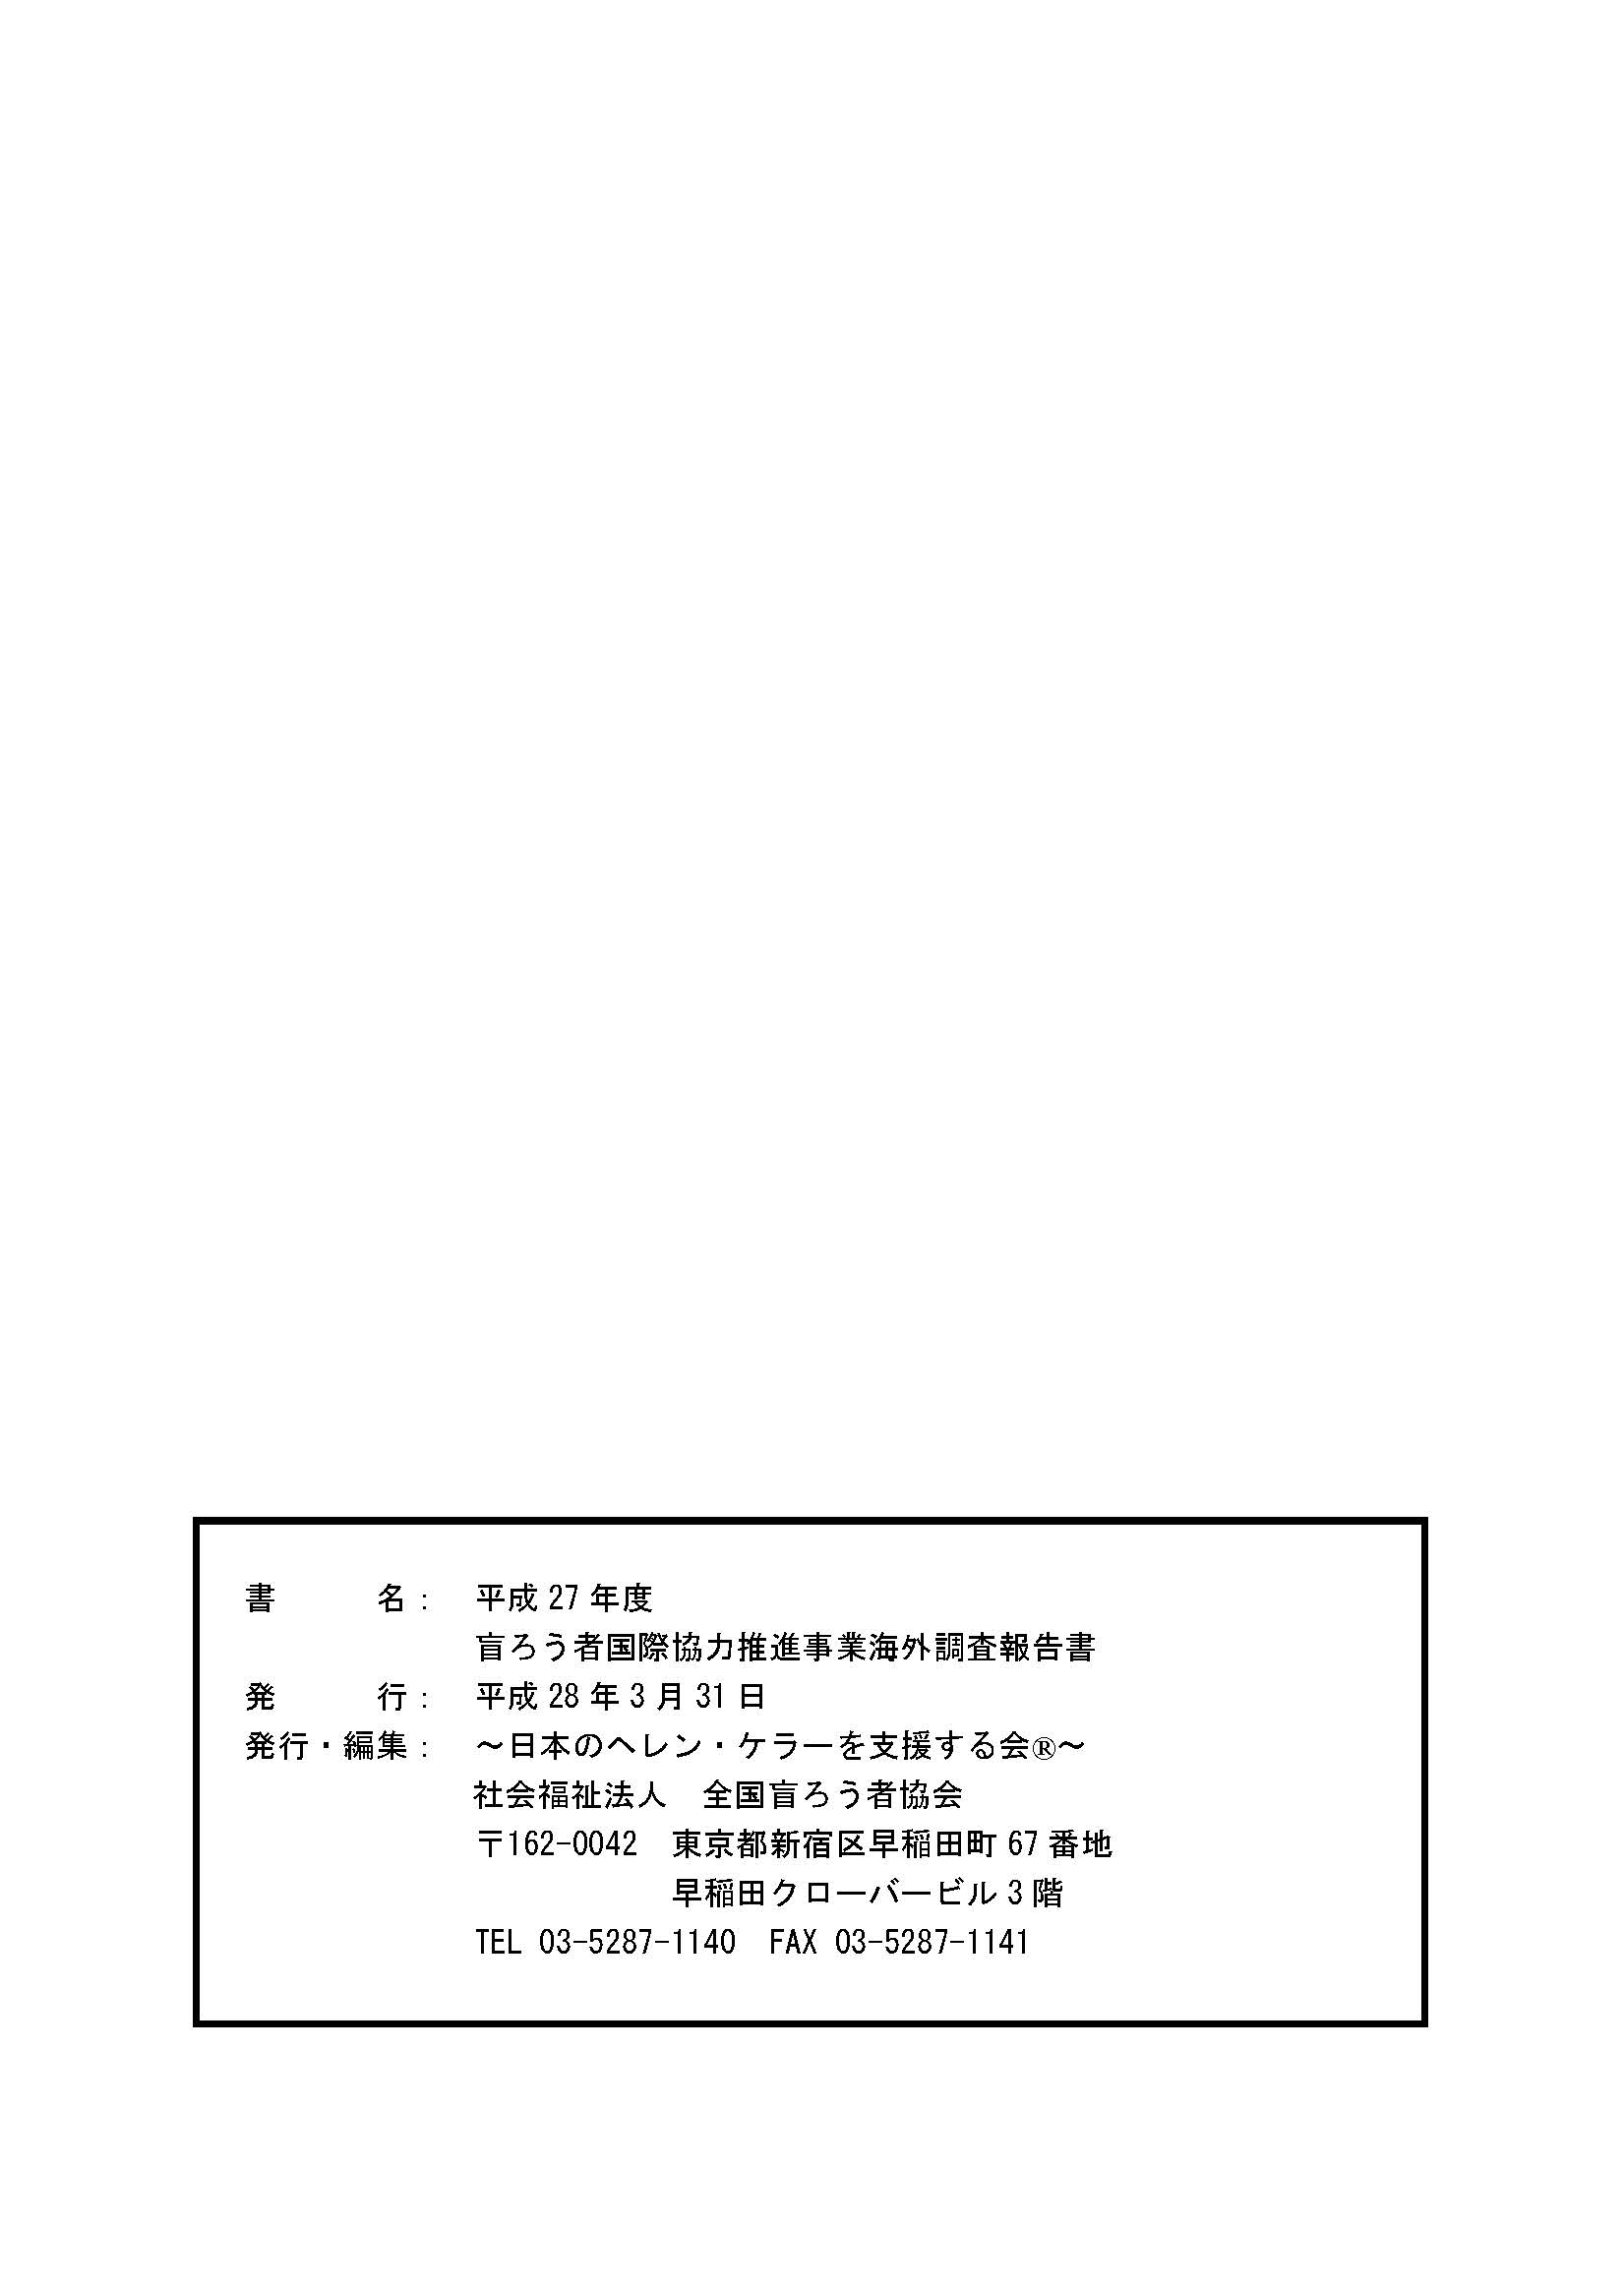 書　　　名：　平成 27 年度
盲ろう者国際協力推進事業海外調査報告書
発　　　行：　平成 28 年 3 月 31 日
発行・編集：　～日本のヘレン・ケラーを支援する会®～
社会福祉法人　全国盲ろう者協会
〒162-0042　東京都新宿区早稲田町 67 番地
早稲田クローバービル 3 階
TEL 03-5287-1140　FAX 03-5287-1141